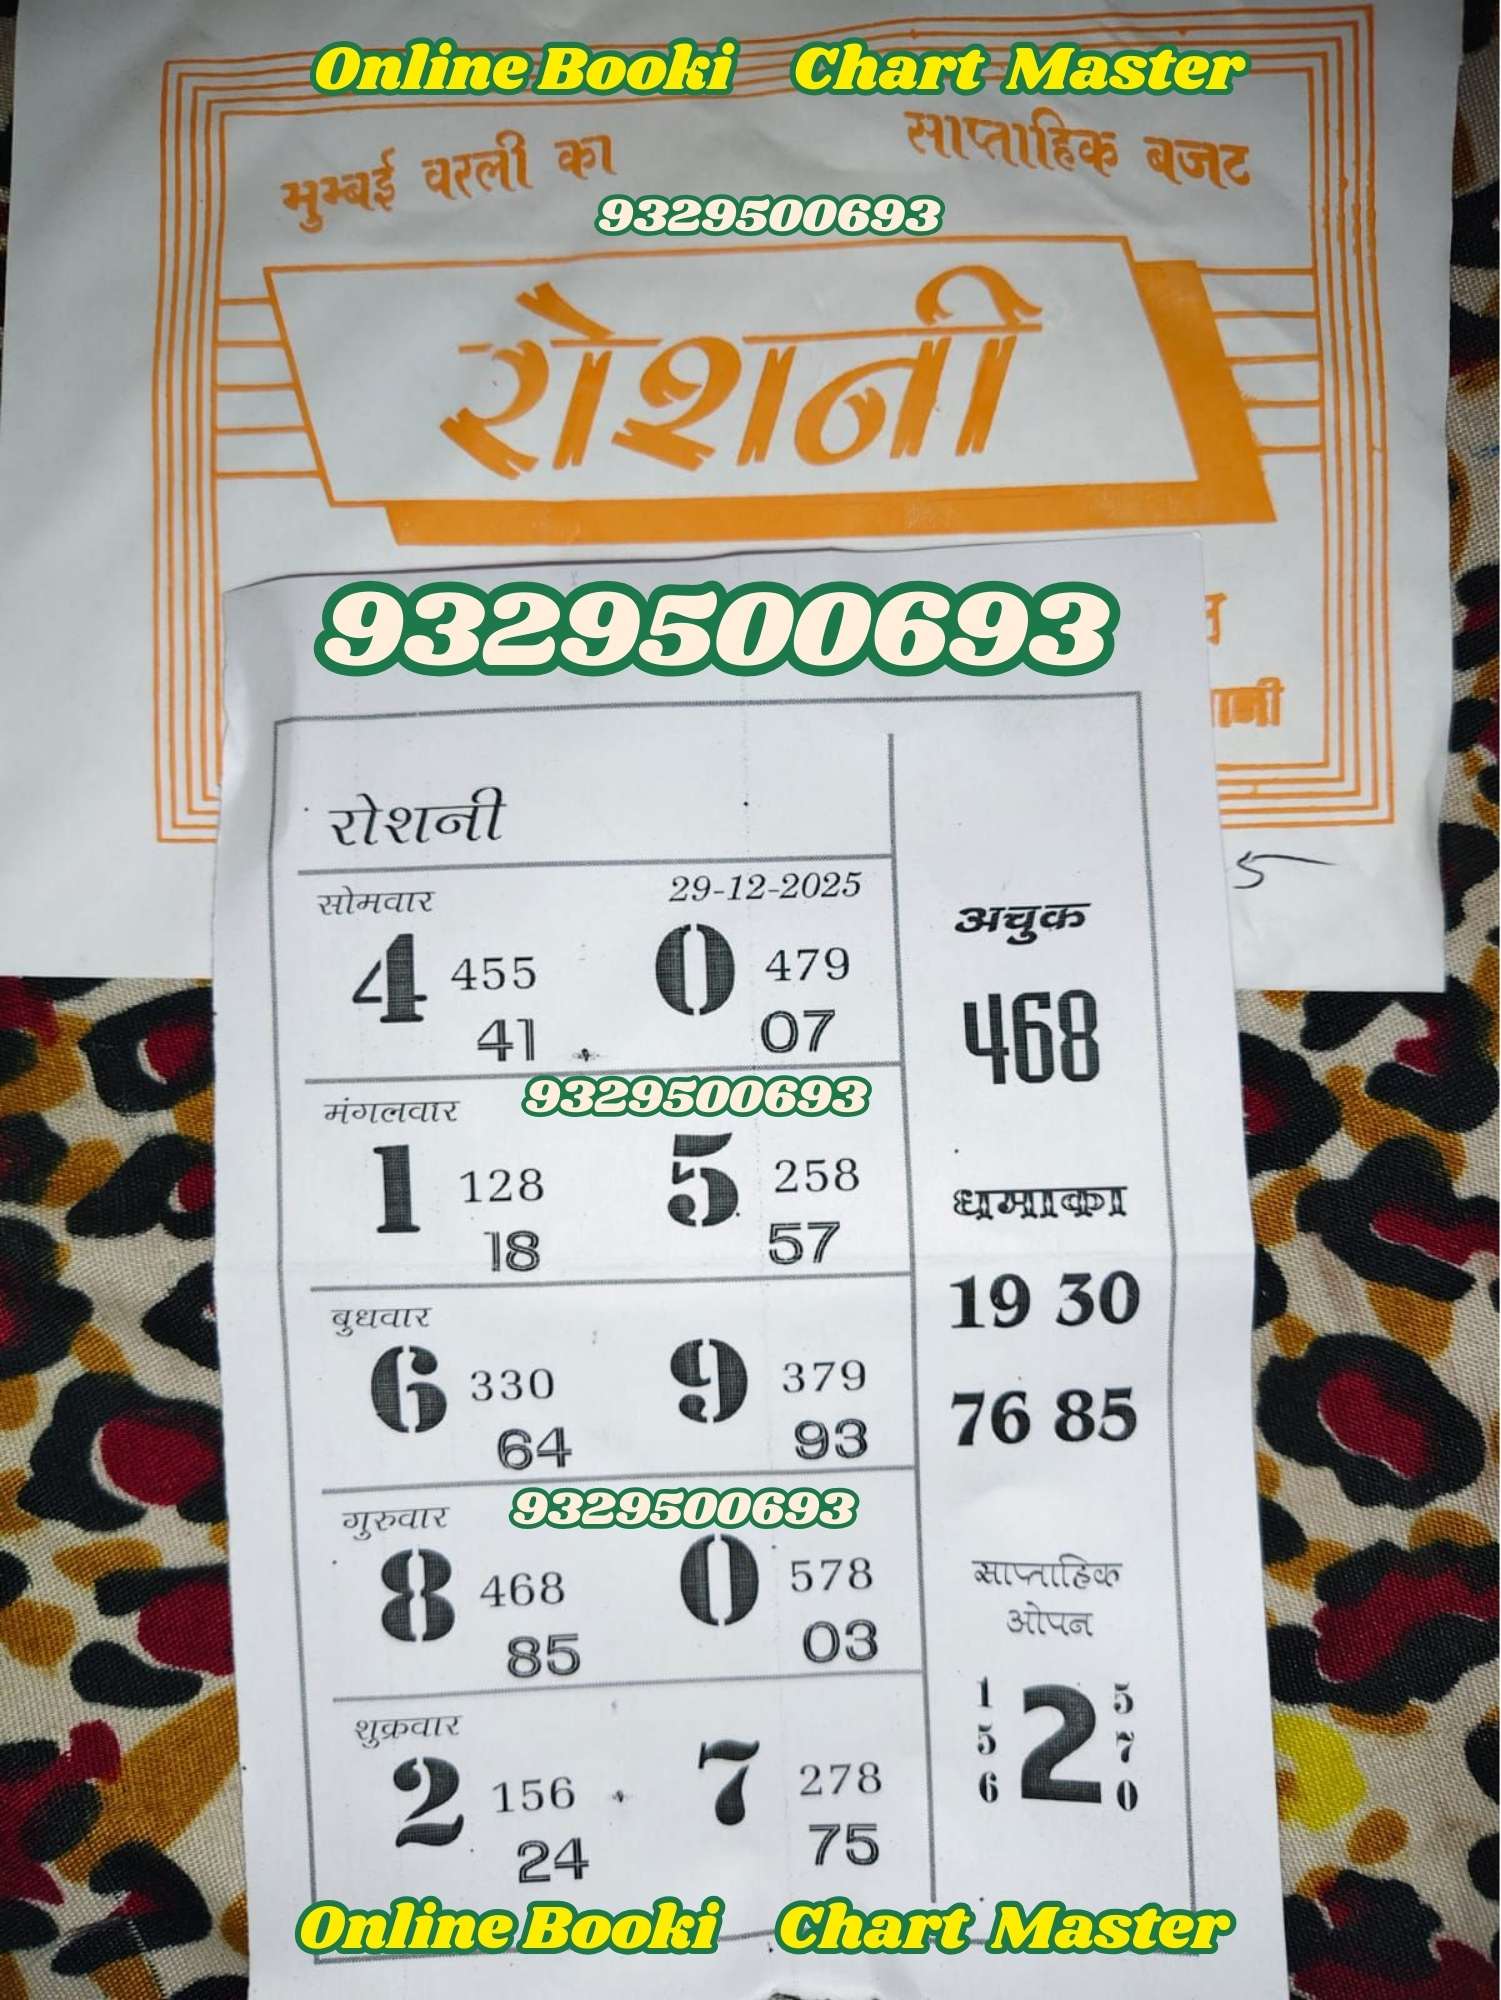 Online Booki Chart Master
मुम्बई वरली का साप्ताहिक बजट
9329500693
रोशनी
9329500693
रोशनी
सोमवार 29-12-2025
4 455 0 479
41 07
अचुक
468
मंगलवार 9329500693
1 128 5 258
18 57
धमाका
19 30
76 85
बुधवार
6 330 9 379
64 93
गुरुवार 9329500693
8 468 0 578
85 03
साप्ताहिक
ओपन
शुक्रवार
2 156 7 278
24 75
1 5
5 2 7
6 0
Online Booki Chart Master